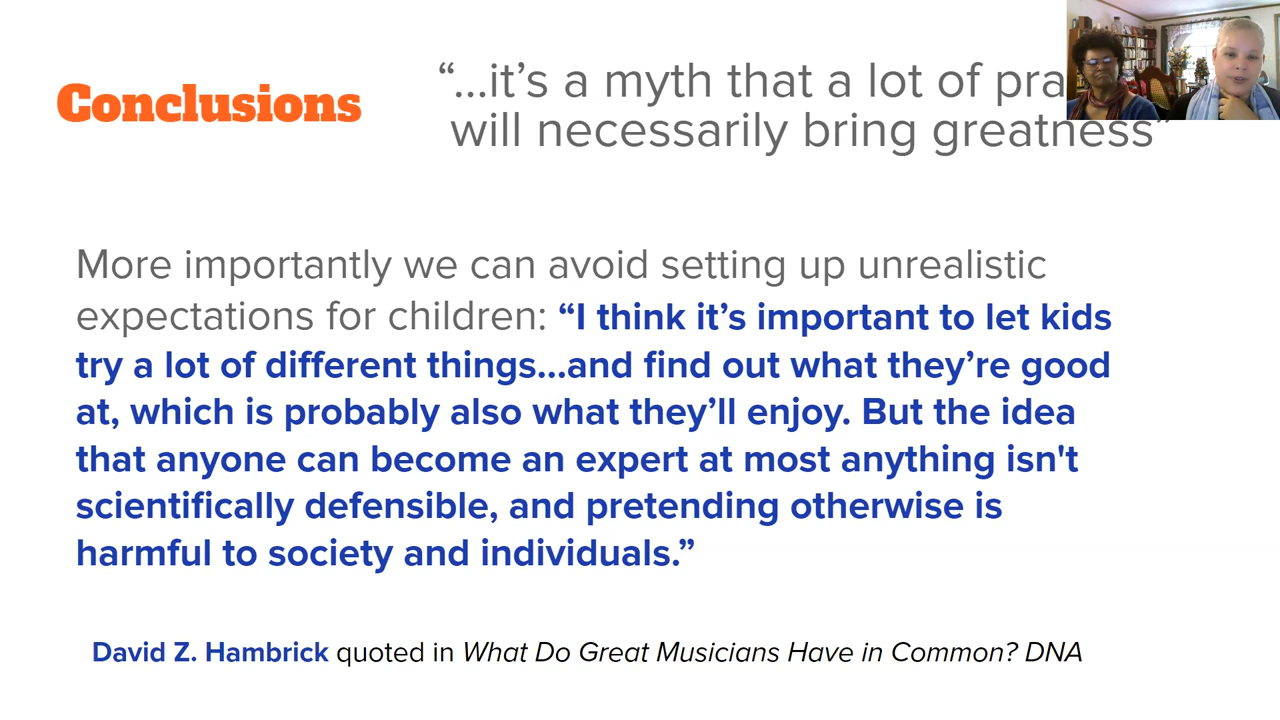 Conclusions
“...it’s a myth that a lot of
will necessarily bring greatness”
More importantly we can avoid setting up unrealistic
expectations for children: “I think it’s important to let kids
try a lot of different things...and find out what they’re good
at, which is probably also what they’ll enjoy. But the idea
that anyone can become an expert at most anything isn't
scientifically defensible, and pretending otherwise is
harmful to society and individuals.”
David Z. Hambrick quoted in What Do Great Musicians Have in Common? DNA